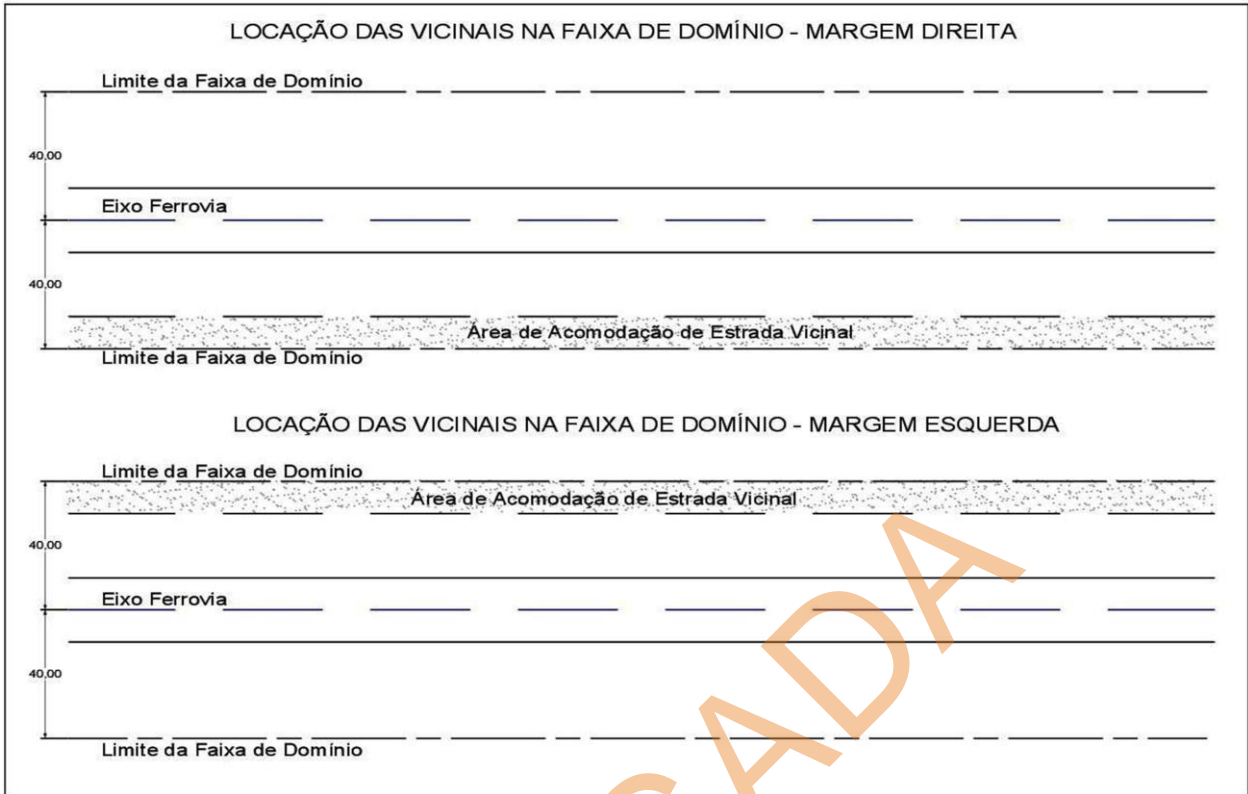 LOCAÇÃO DAS VICINAIS NA FAIXA DE DOMÍNIO - MARGEM DIREITA
Limite da Faixa de Domínio
40,00
Eixo Ferrovia
40,00
Área de Acomodação de Estrada Vicinal
Limite da Faixa de Domínio
LOCAÇÃO DAS VICINAIS NA FAIXA DE DOMÍNIO - MARGEM ESQUERDA
Limite da Faixa de Domínio
Área de Acomodação de Estrada Vicinal
40,00
Eixo Ferrovia
40,00
Limite da Faixa de Domínio
CADA